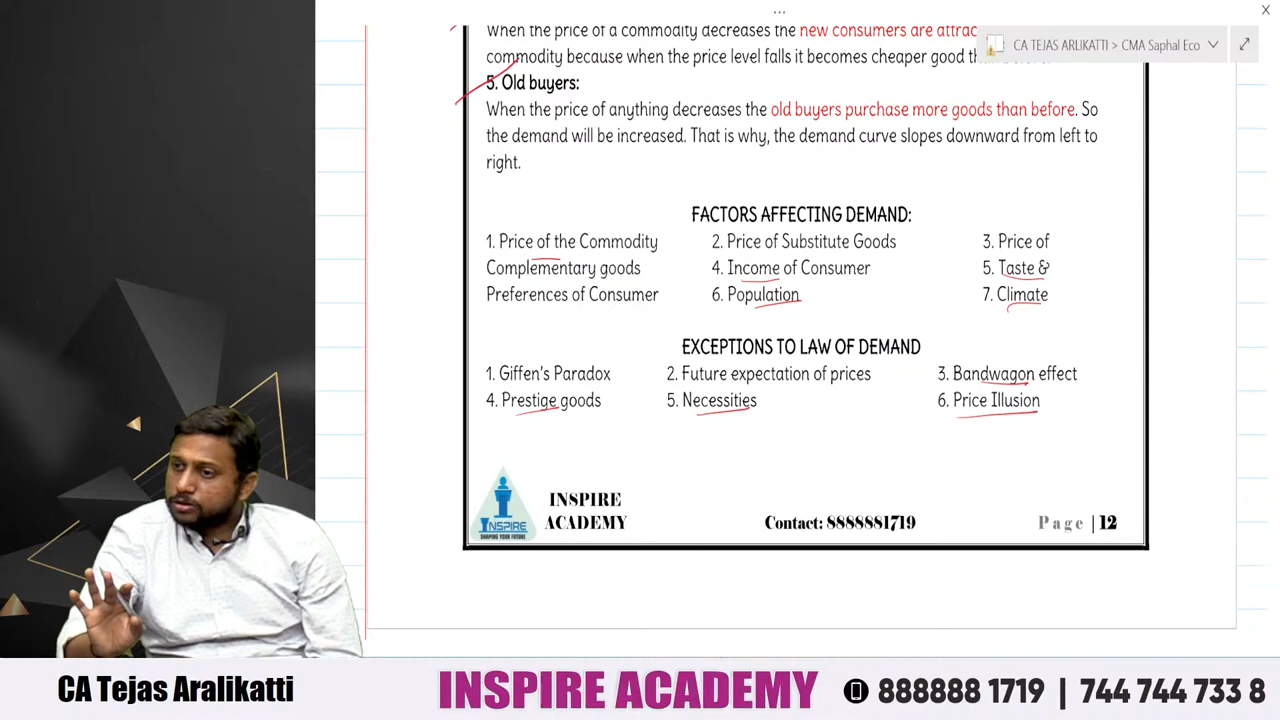 ...
x
When the price of a commodity decreases the new consumers are attrac
commodity because when the price level falls it becomes cheaper good
CA TEJAS ARLIKATTI > CMA Saphal Eco
5. Old buyers:
When the price of anything decreases the old buyers purchase more goods than before. So
the demand will be increased. That is why, the demand curve slopes downward from left to
right.
FACTORS AFFECTING DEMAND:
1. Price of the Commodity 2. Price of Substitute Goods 3. Price of
Complementary goods 4. Income of Consumer 5. Taste &
Preferences of Consumer 6. Population 7. Climate
EXCEPTIONS TO LAW OF DEMAND
1. Giffen's Paradox 2. Future expectation of prices 3. Bandwagon effect
4. Prestige goods 5. Necessities 6. Price Illusion
INSPIRE
SHAPING YOUR FUTURE
INSPIRE
ACADEMY
Contact: 8888881719
Page | 12
CA Tejas Aralikatti INSPIRE ACADEMY 888888 1719 | 744 744 733 8